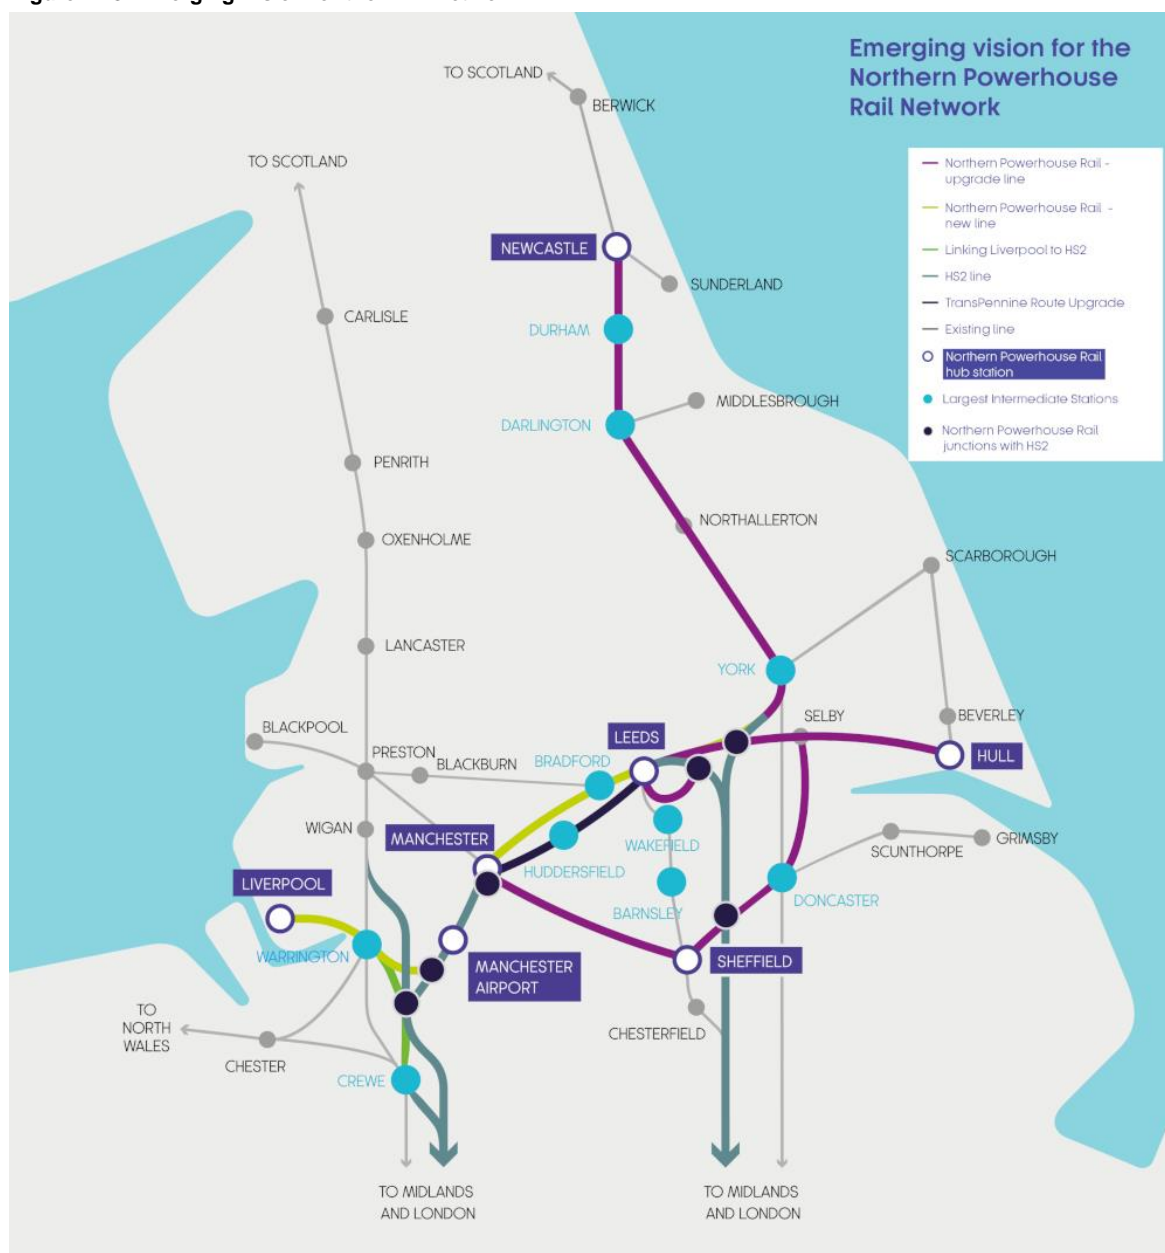 Emerging vision for the
Northern Powerhouse
Rail Network
TO SCOTLAND
BERWICK
TO SCOTLAND
Northern Powerhouse Rail -
upgrade line
Northern Powerhouse Rail -
new line
Linking Liverpool to HS2
HS2 line
TransPennine Route Upgrade
Existing line
Northern Powerhouse Rail
hub station
Largest Intermediate Stations
Northern Powerhouse Rail
junctions with HS2
NEWCASTLE
SUNDERLAND
CARLISLE
DURHAM
MIDDLESBROUGH
DARLINGTON
PENRITH
NORTHALLERTON
OXENHOLME
SCARBOROUGH
LANCASTER
YORK
BLACKPOOL
SELBY
BEVERLEY
LEEDS
PRESTON
BLACKBURN
BRADFORD
HULL
WIGAN
MANCHESTER
HUDDERSFIELD
WAKEFIELD
SCUNTHORPE
GRIMSBY
LIVERPOOL
BARNSLEY
DONCASTER
WARRINGTON
MANCHESTER
AIRPORT
SHEFFIELD
TO
NORTH
WALES
CHESTER
CHESTERFIELD
CREWE
TO MIDLANDS
AND LONDON
TO MIDLANDS
AND LONDON